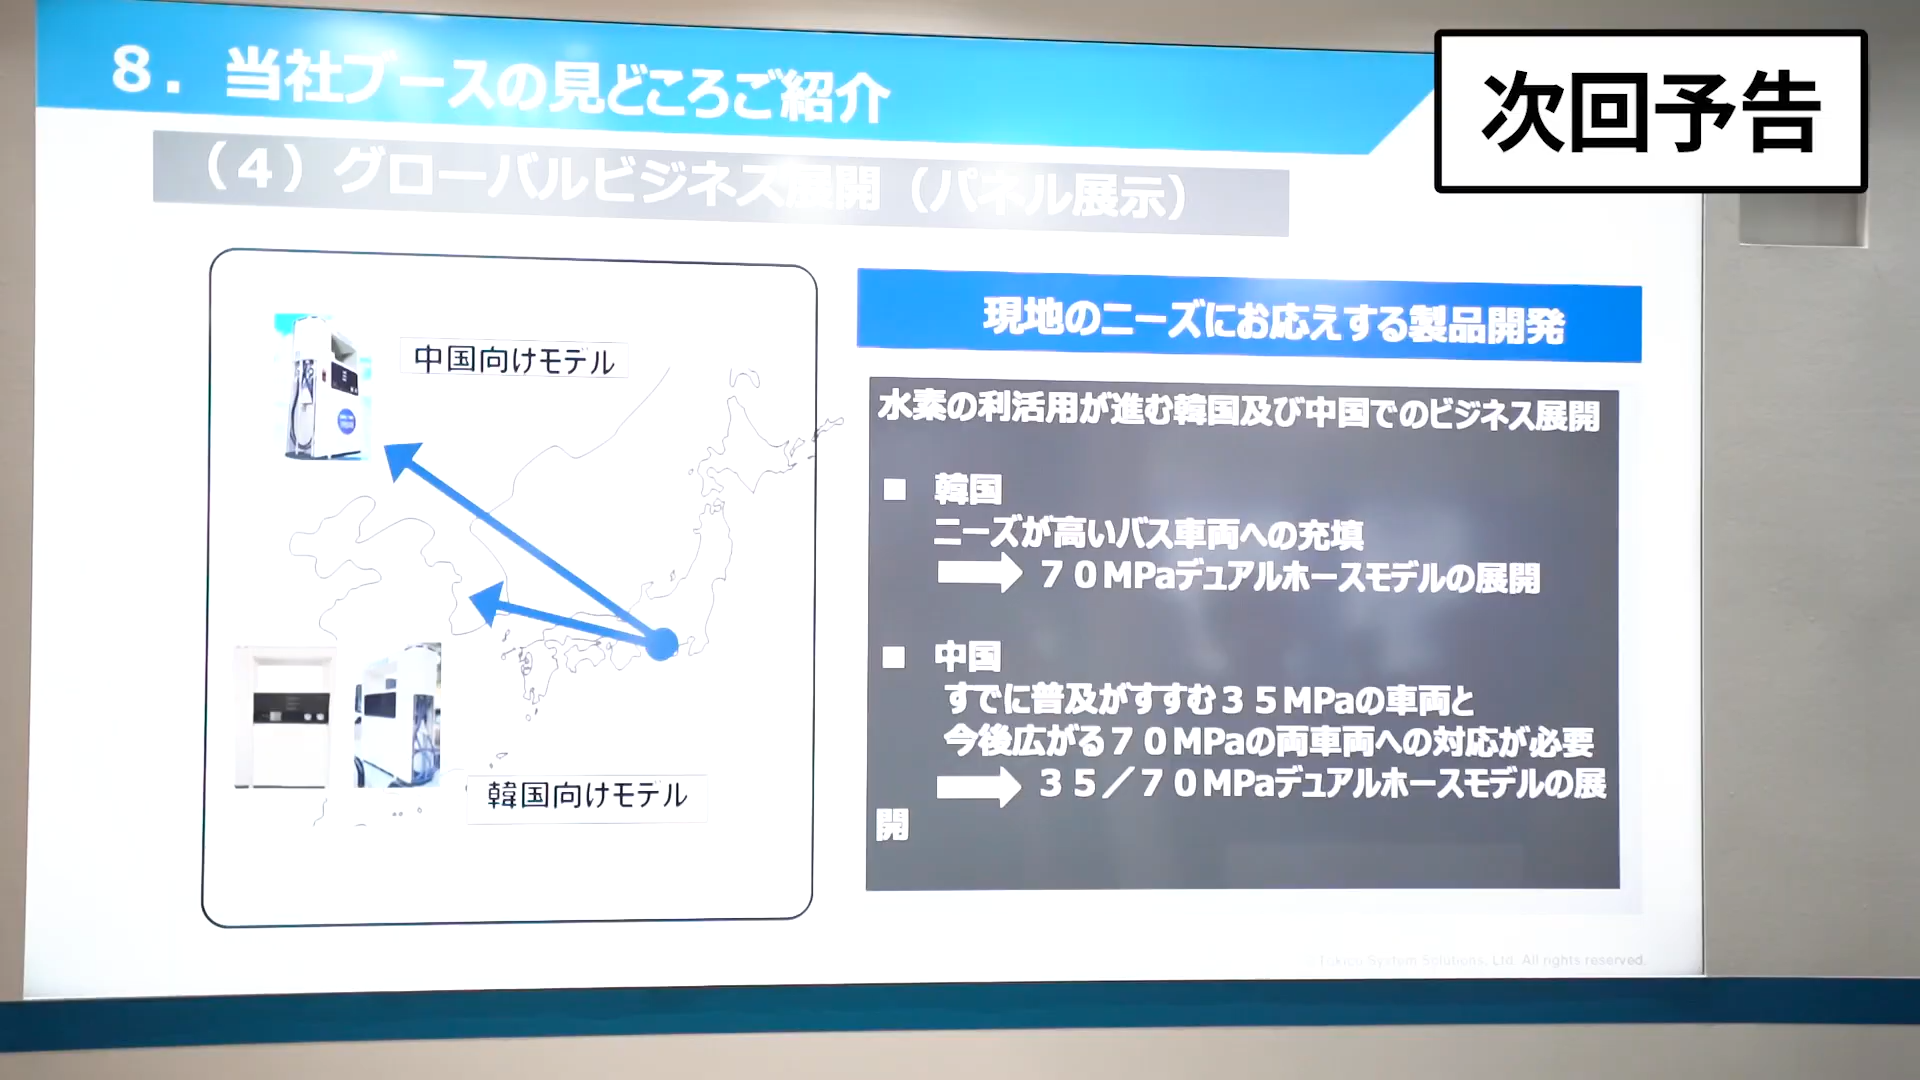 8．当社ブースの見どころご紹介
次回予告
（4）グローバルビジネス展開（パネル展示）
中国向けモデル
韓国向けモデル
現地のニーズにお応えする製品開発
水素の利活用が進む韓国及び中国でのビジネス展開
■ 韓国
ニーズが高いバス車両への充填
７０MPaデュアルホースモデルの展開
■ 中国
すでに普及がすすむ３５MPaの車両と
今後広がる７０MPaの両車両への対応が必要
３５／７０MPaデュアルホースモデルの展
開
System Solutions, Ltd. All rights reserved.